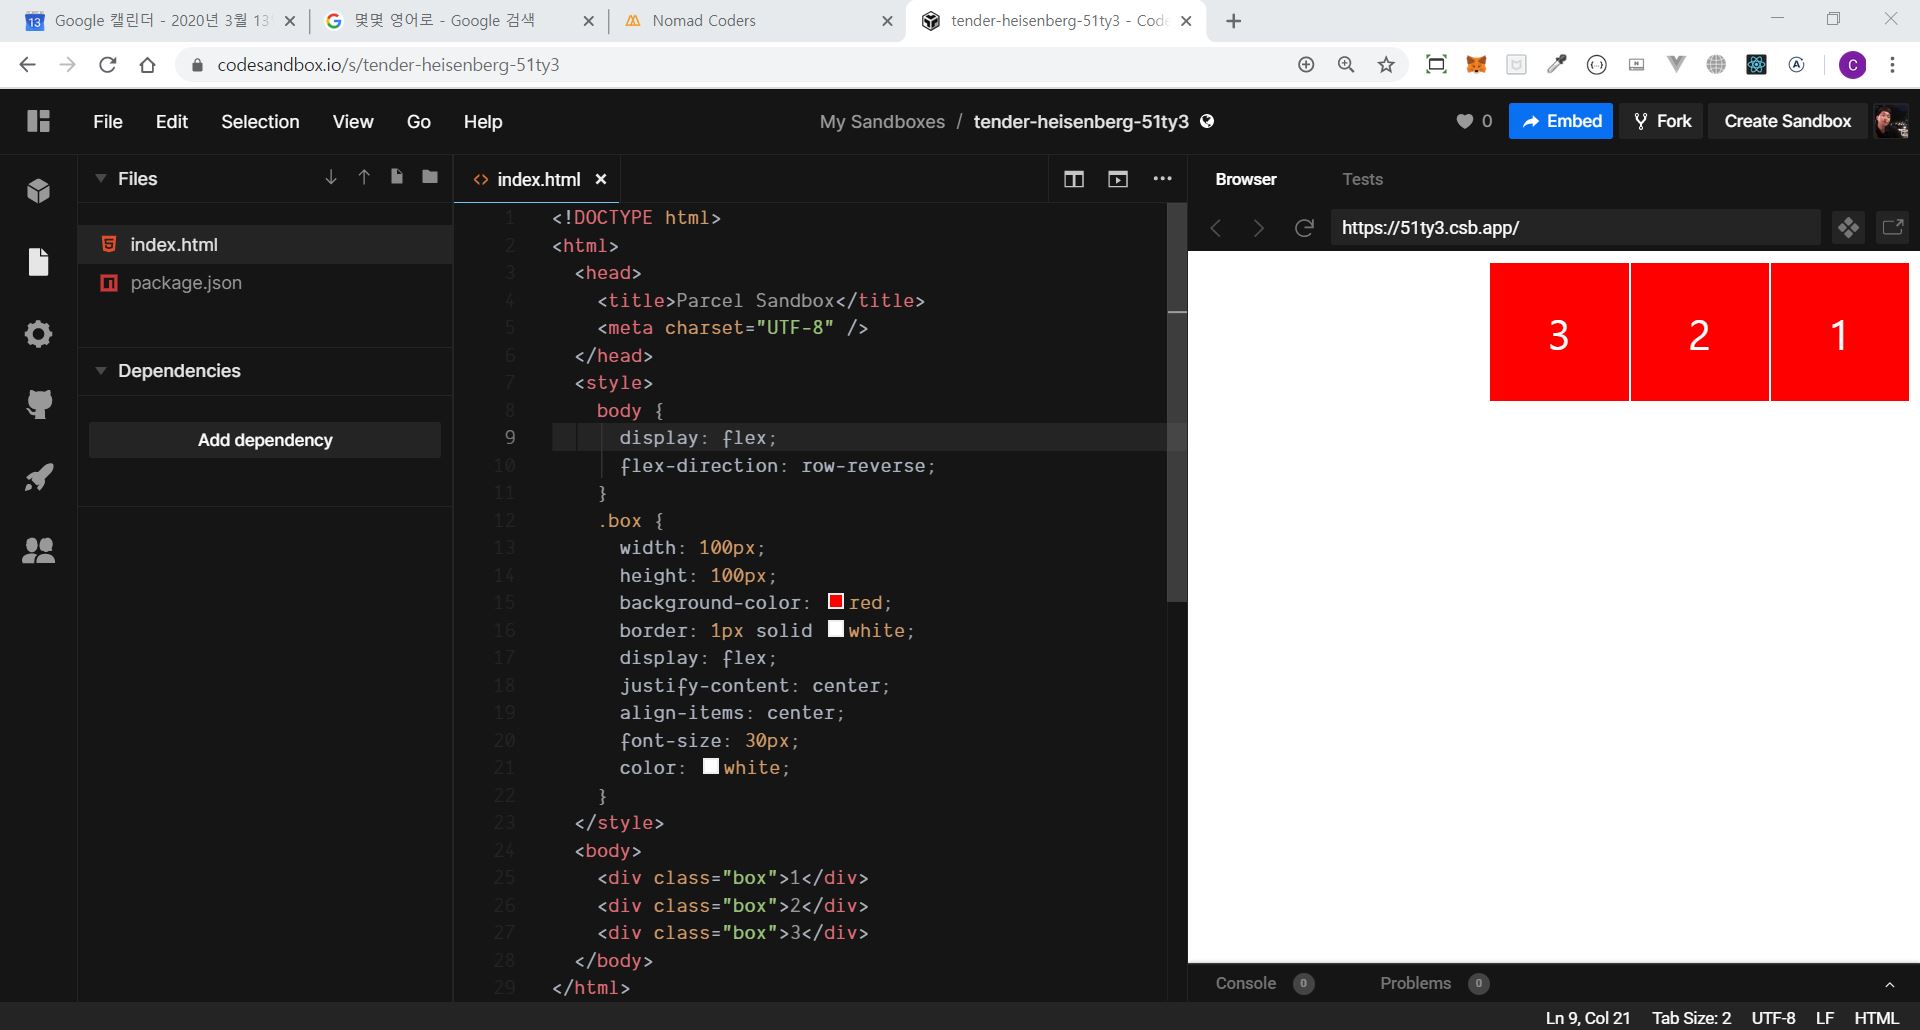 Google 캘린더 - 2020년 3월 13
몇몇 영어로 - Google 검색
Nomad Coders
tender-heisenberg-51ty3 - Code
codesandbox.io/s/tender-heisenberg-51ty3
C
File Edit Selection View Go Help
My Sandboxes / tender-heisenberg-51ty3
0
Embed
Fork
Create Sandbox
Files
index.html
package.json
Dependencies
Add dependency
<> index.html
1 <!DOCTYPE html>
2 <html>
3 <head>
4 <title>Parcel Sandbox</title>
5 <meta charset="UTF-8" />
6 </head>
7 <style>
8 body {
9 display: flex;
10 flex-direction: row-reverse;
11 }
12 .box {
13 width: 100px;
14 height: 100px;
15 background-color: red;
16 border: 1px solid white;
17 display: flex;
18 justify-content: center;
19 align-items: center;
20 font-size: 30px;
21 color: white;
22 }
23 </style>
24 <body>
25 <div class="box">1</div>
26 <div class="box">2</div>
27 <div class="box">3</div>
28 </body>
29 </html>
Browser Tests
https://51ty3.csb.app/
3 2 1
Console 0 Problems 0
Ln 9, Col 21 Tab Size: 2 UTF-8 LF HTML